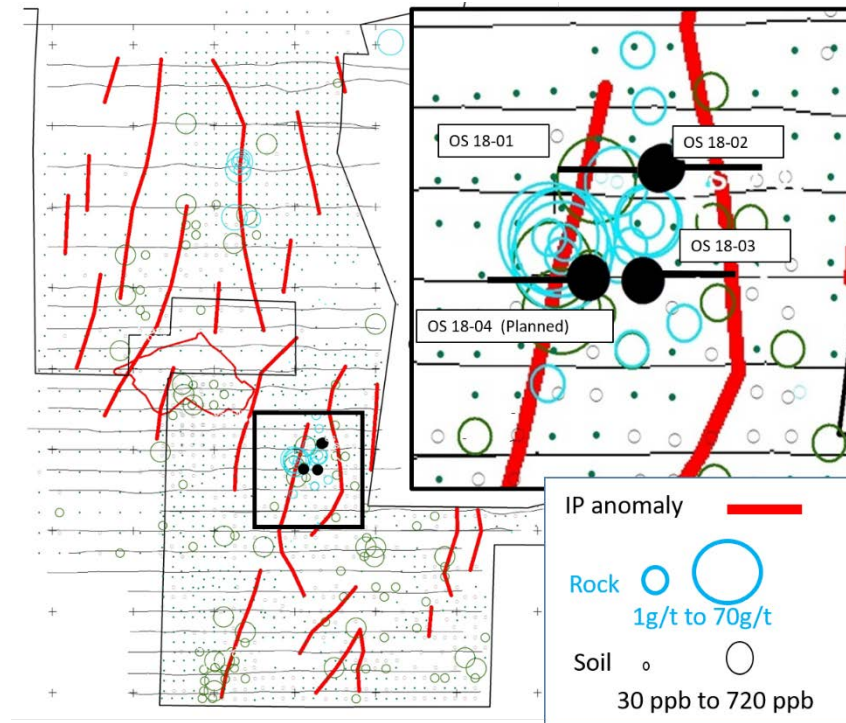 OS 18-01
OS 18-02
OS 18-03
OS 18-04 (Planned)
IP anomaly
Rock
1g/t to 70g/t
Soil
30 ppb to 720 ppb